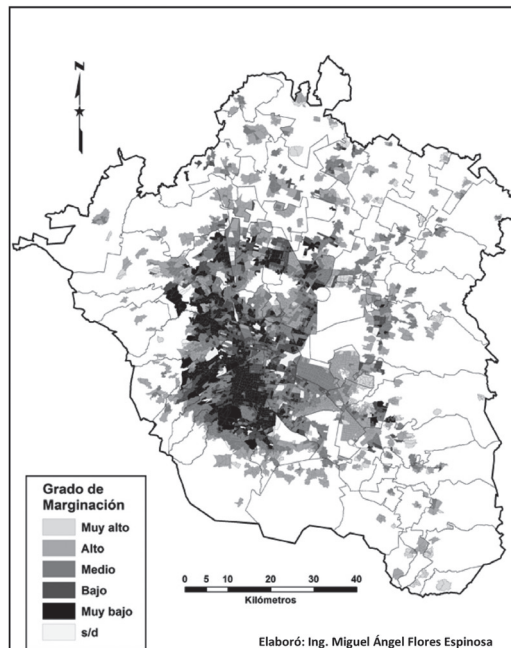 N
Grado de
Marginación
Muy alto
Alto
Medio
Bajo
Muy bajo
s/d
0 5 10 20 30 40
Kilómetros
Elaboró: Ing. Miguel Ángel Flores Espinosa